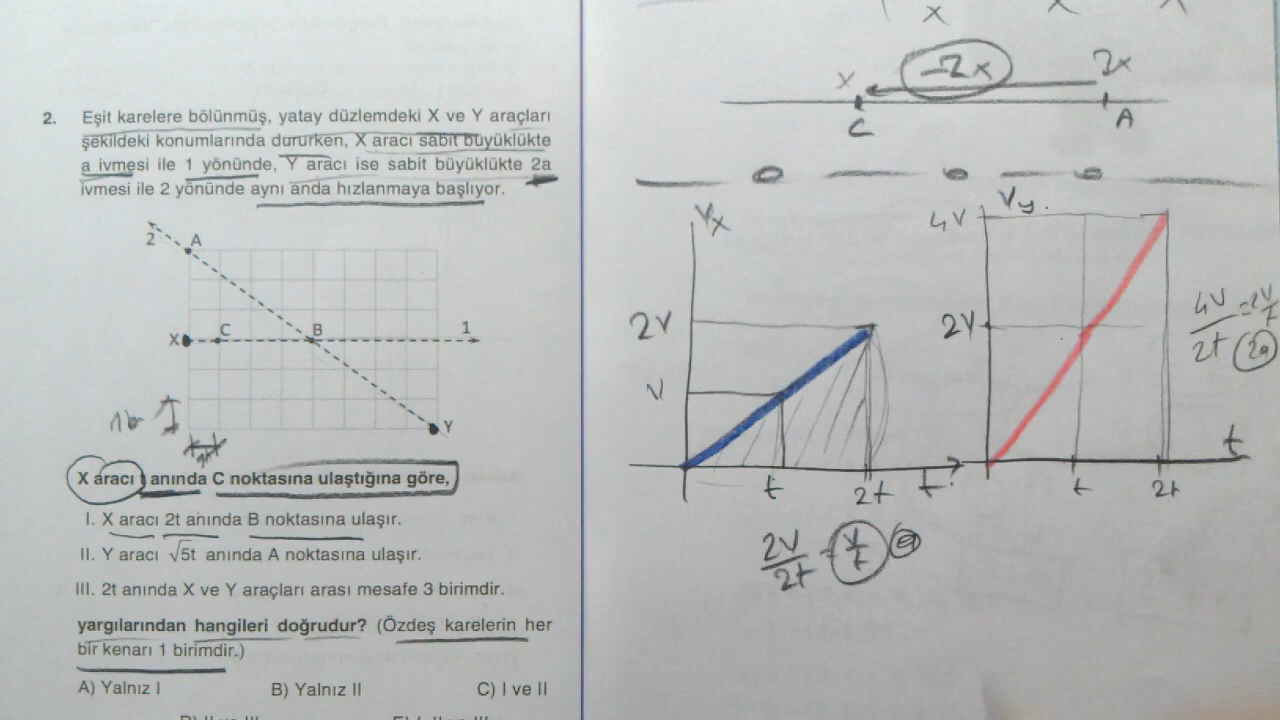 2. Eşit karelere bölünmüş, yatay düzlemdeki X ve Y araçları
şekildeki konumlarında dururken, X aracı sabit büyüklükte
a ivmesi ile 1 yönünde, Y aracı ise sabit büyüklükte 2a
ivmesi ile 2 yönünde aynı anda hızlanmaya başlıyor.
2 A
X C B 1
Y
X aracı t anında C noktasına ulaştığına göre,
I. X aracı 2t anında B noktasına ulaşır.
II. Y aracı √5t anında A noktasına ulaşır.
III. 2t anında X ve Y araçları arası mesafe 3 birimdir.
yargılarından hangileri doğrudur? (Özdeş karelerin her
bir kenarı 1 birimdir.)
A) Yalnız I B) Yalnız II C) I ve II
x x x
x -2x 3x
C A
Vx
2V
V
t 2t t
2V/2t = V/t a
Vy
4V
2V
t 2t t
4V/2t = 2V/t 2a